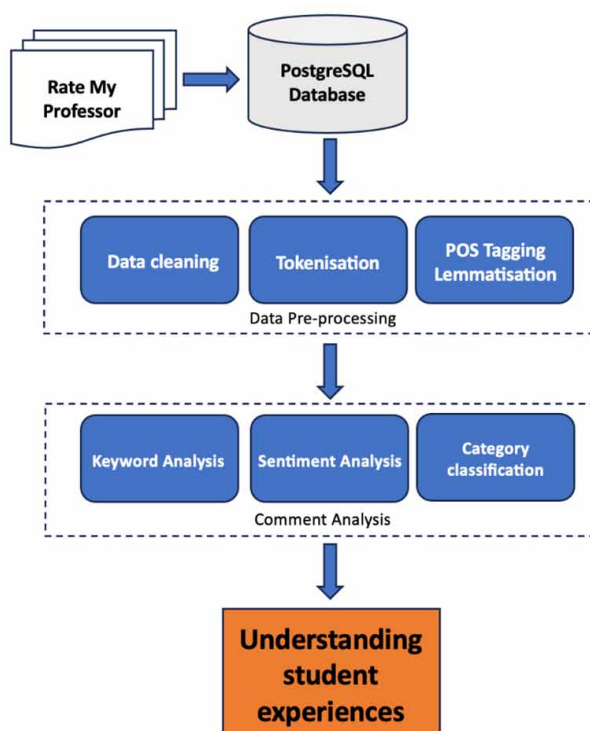 Rate My
Professor
PostgreSQL
Database
Data cleaning
Tokenisation
POS Tagging
Lemmatisation
Data Pre-processing
Keyword Analysis
Sentiment Analysis
Category
classification
Comment Analysis
Understanding
student
experiences